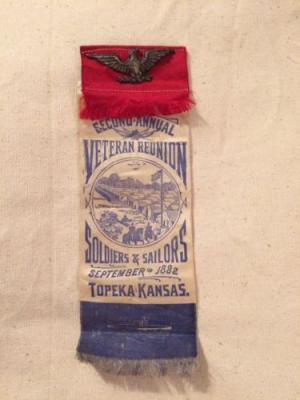 SECOND ANNUAL
VETERAN REUNION
SOLDIERS & SAILORS
SEPTEMBER 1882
TOPEKA KANSAS.